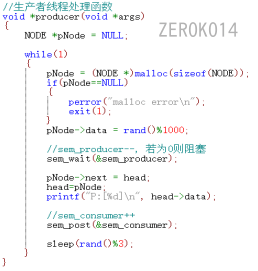 //生产者线程处理函数
void *producer(void *args)
{
ZEROK014
NODE *pNode = NULL;
while(1)
{
pNode = (NODE *)malloc(sizeof(NODE));
if(pNode==NULL)
{
perror("malloc error\n");
exit(1);
}
pNode->data = rand()%1000;
//sem_producer--, 若为0则阻塞
sem_wait(&sem_producer);
pNode->next = head;
head=pNode;
printf("P:[%d]\n", head->data);
//sem_consumer++
sem_post(&sem_consumer);
sleep(rand()%3);
}
}